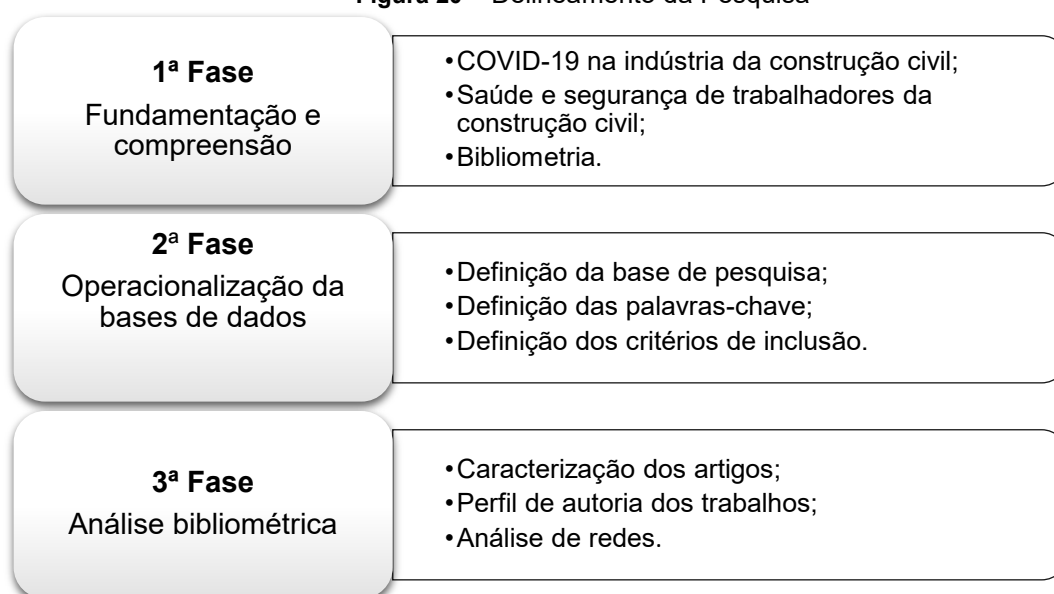 Figura 20 – Delineamento da Pesquisa
1ª Fase
Fundamentação e
compreensão
•COVID-19 na indústria da construção civil;
•Saúde e segurança de trabalhadores da
construção civil;
•Bibliometria.
2ª Fase
Operacionalização da
bases de dados
•Definição da base de pesquisa;
•Definição das palavras-chave;
•Definição dos critérios de inclusão.
3ª Fase
Análise bibliométrica
•Caracterização dos artigos;
•Perfil de autoria dos trabalhos;
•Análise de redes.